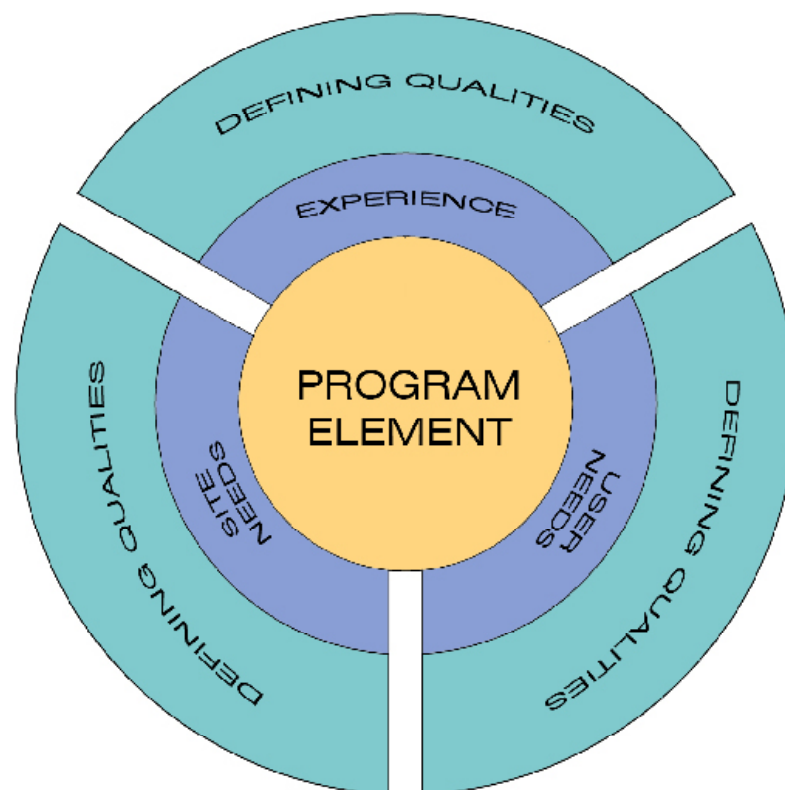 DEFINING QUALITIES
EXPERIENCE
PROGRAM
ELEMENT
SITE
NEEDS
USER
NEEDS
DEFINING QUALITIES
DEFINING QUALITIES